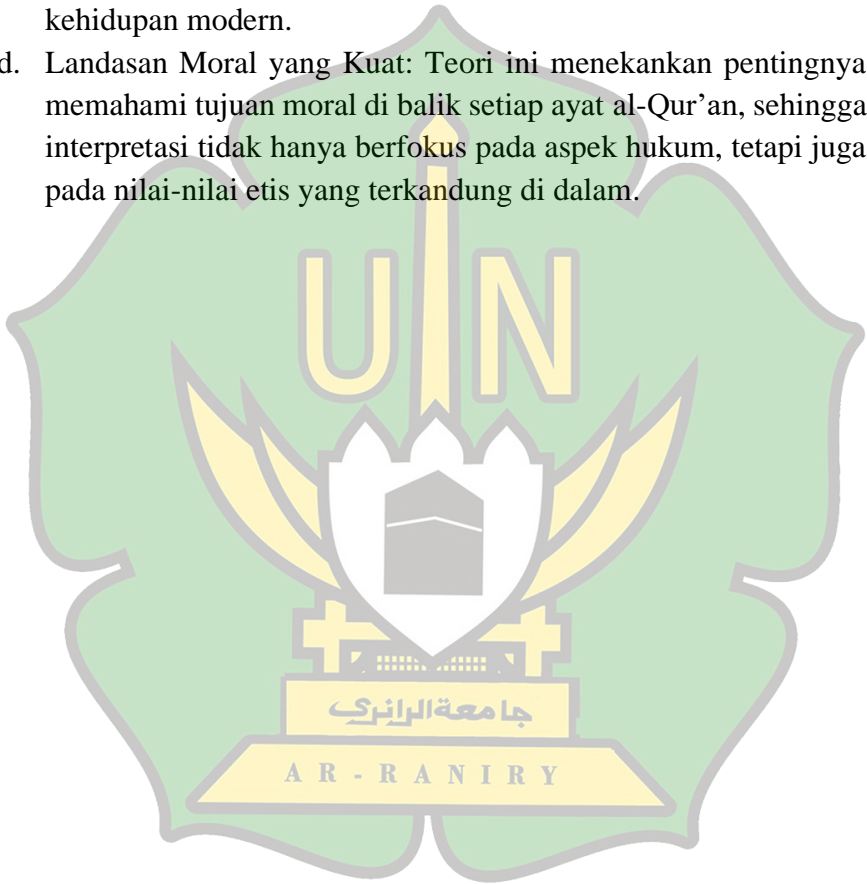 kehidupan modern.
d. Landasan Moral yang Kuat: Teori ini menekankan pentingnya
memahami tujuan moral di balik setiap ayat al-Qur’an, sehingga
interpretasi tidak hanya berfokus pada aspek hukum, tetapi juga
pada nilai-nilai etis yang terkandung di dalam.
UIN
جامعة الرانري
AR-RANIRY